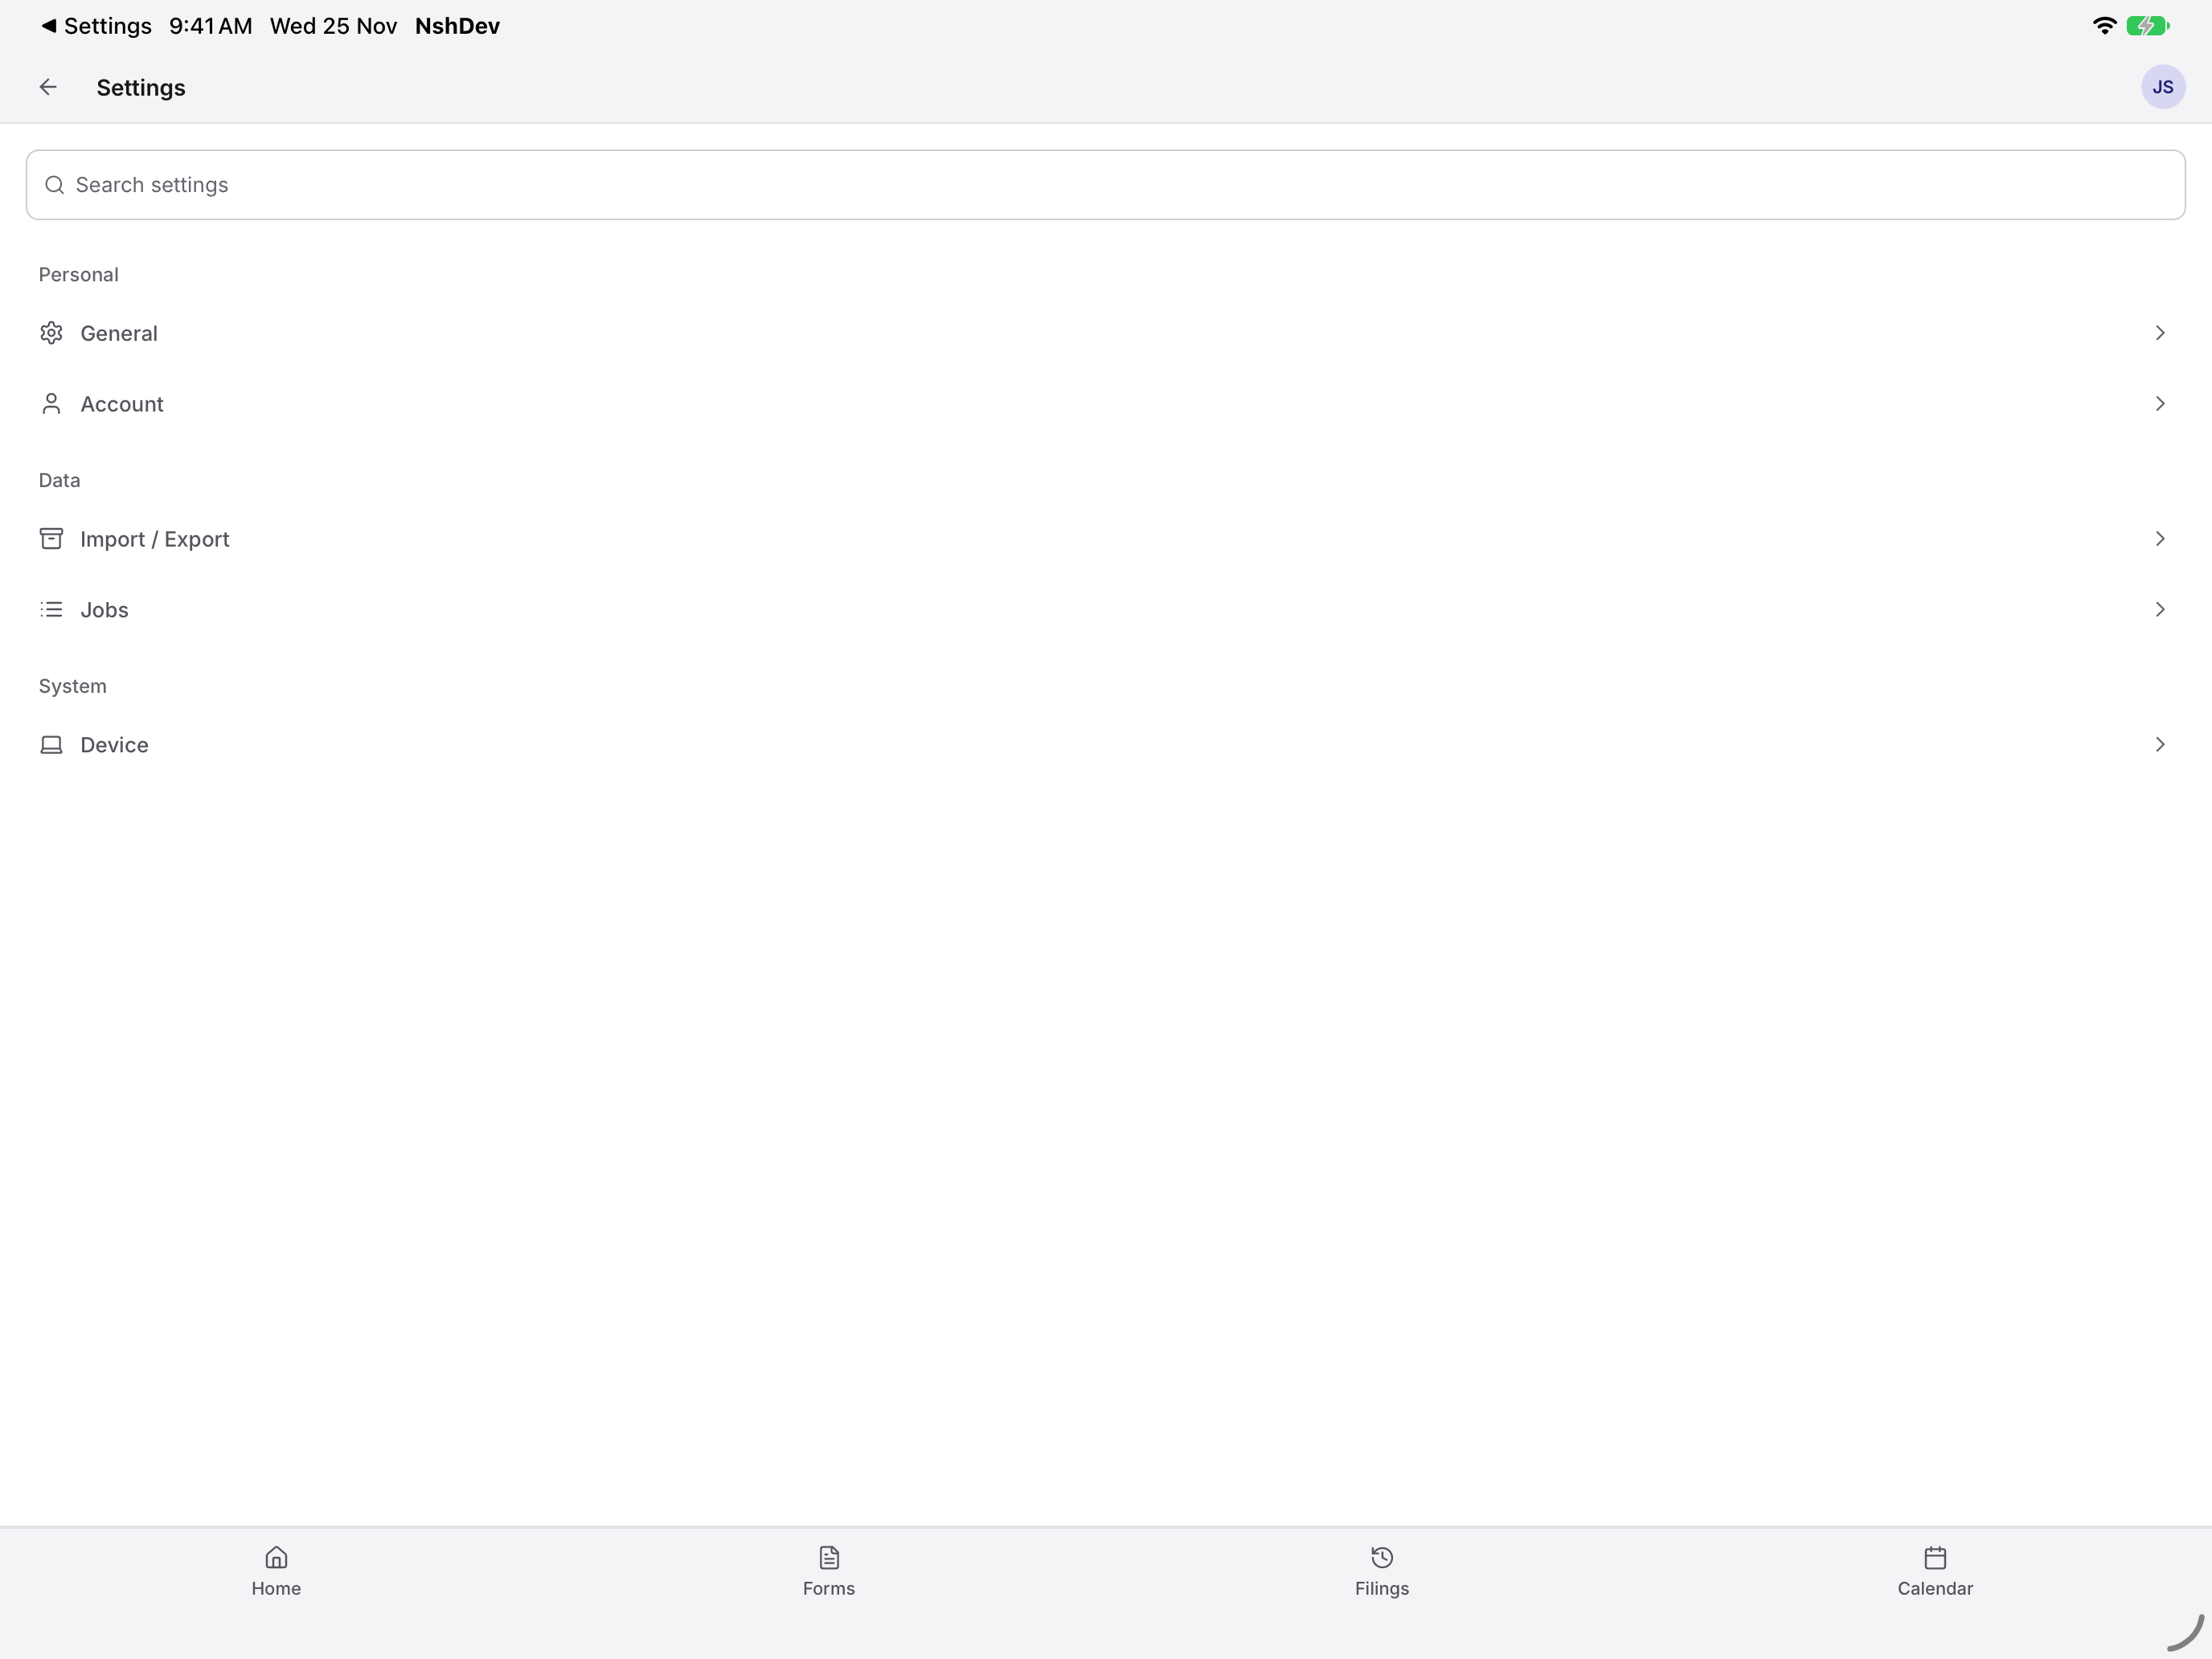 Settings 9:41 AM Wed 25 Nov NshDev
Settings
JS
Search settings
Personal
General
Account
Data
Import / Export
Jobs
System
Device
Home
Forms
Filings
Calendar